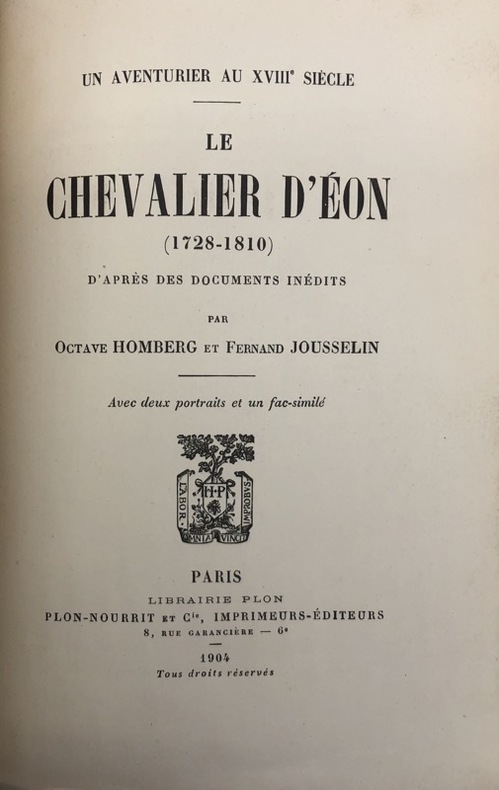 UN AVENTURIER AU XVIIIe SIÈCLE
LE
CHEVALIER D'ÉON
(1728-1810)
D'APRÈS DES DOCUMENTS INÉDITS
PAR
OCTAVE HOMBERG ET FERNAND JOUSSELIN
Avec deux portraits et un fac-similé
H·P
LABOR·
OMNIA VINCIT
IMPROBVS
PARIS
LIBRAIRIE PLON
PLON-NOURRIT ET Cie, IMPRIMEURS-ÉDITEURS
8, RUE GARANCIÈRE — 6e
1904
Tous droits réservés